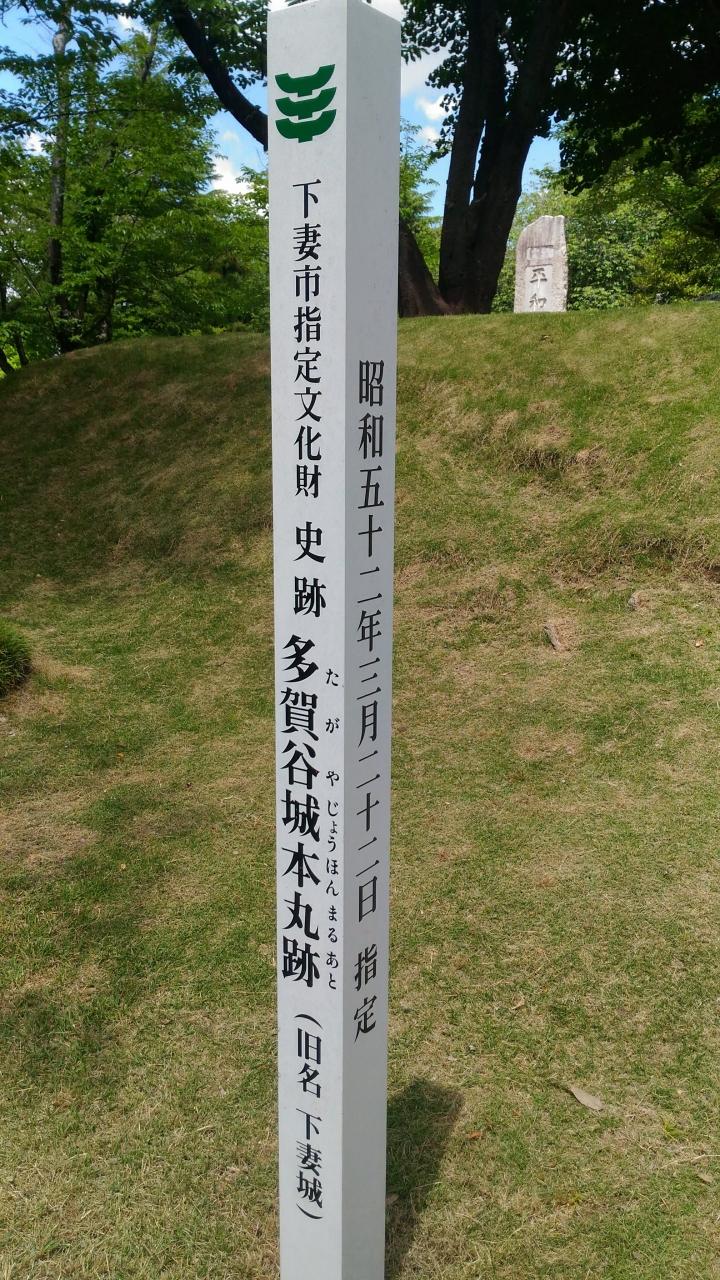 下妻市指定文化財 史跡 多賀谷城本丸跡（旧名 下妻城）
たがやじょうほんまるあと
昭和五十二年三月二十二日 指定
平和